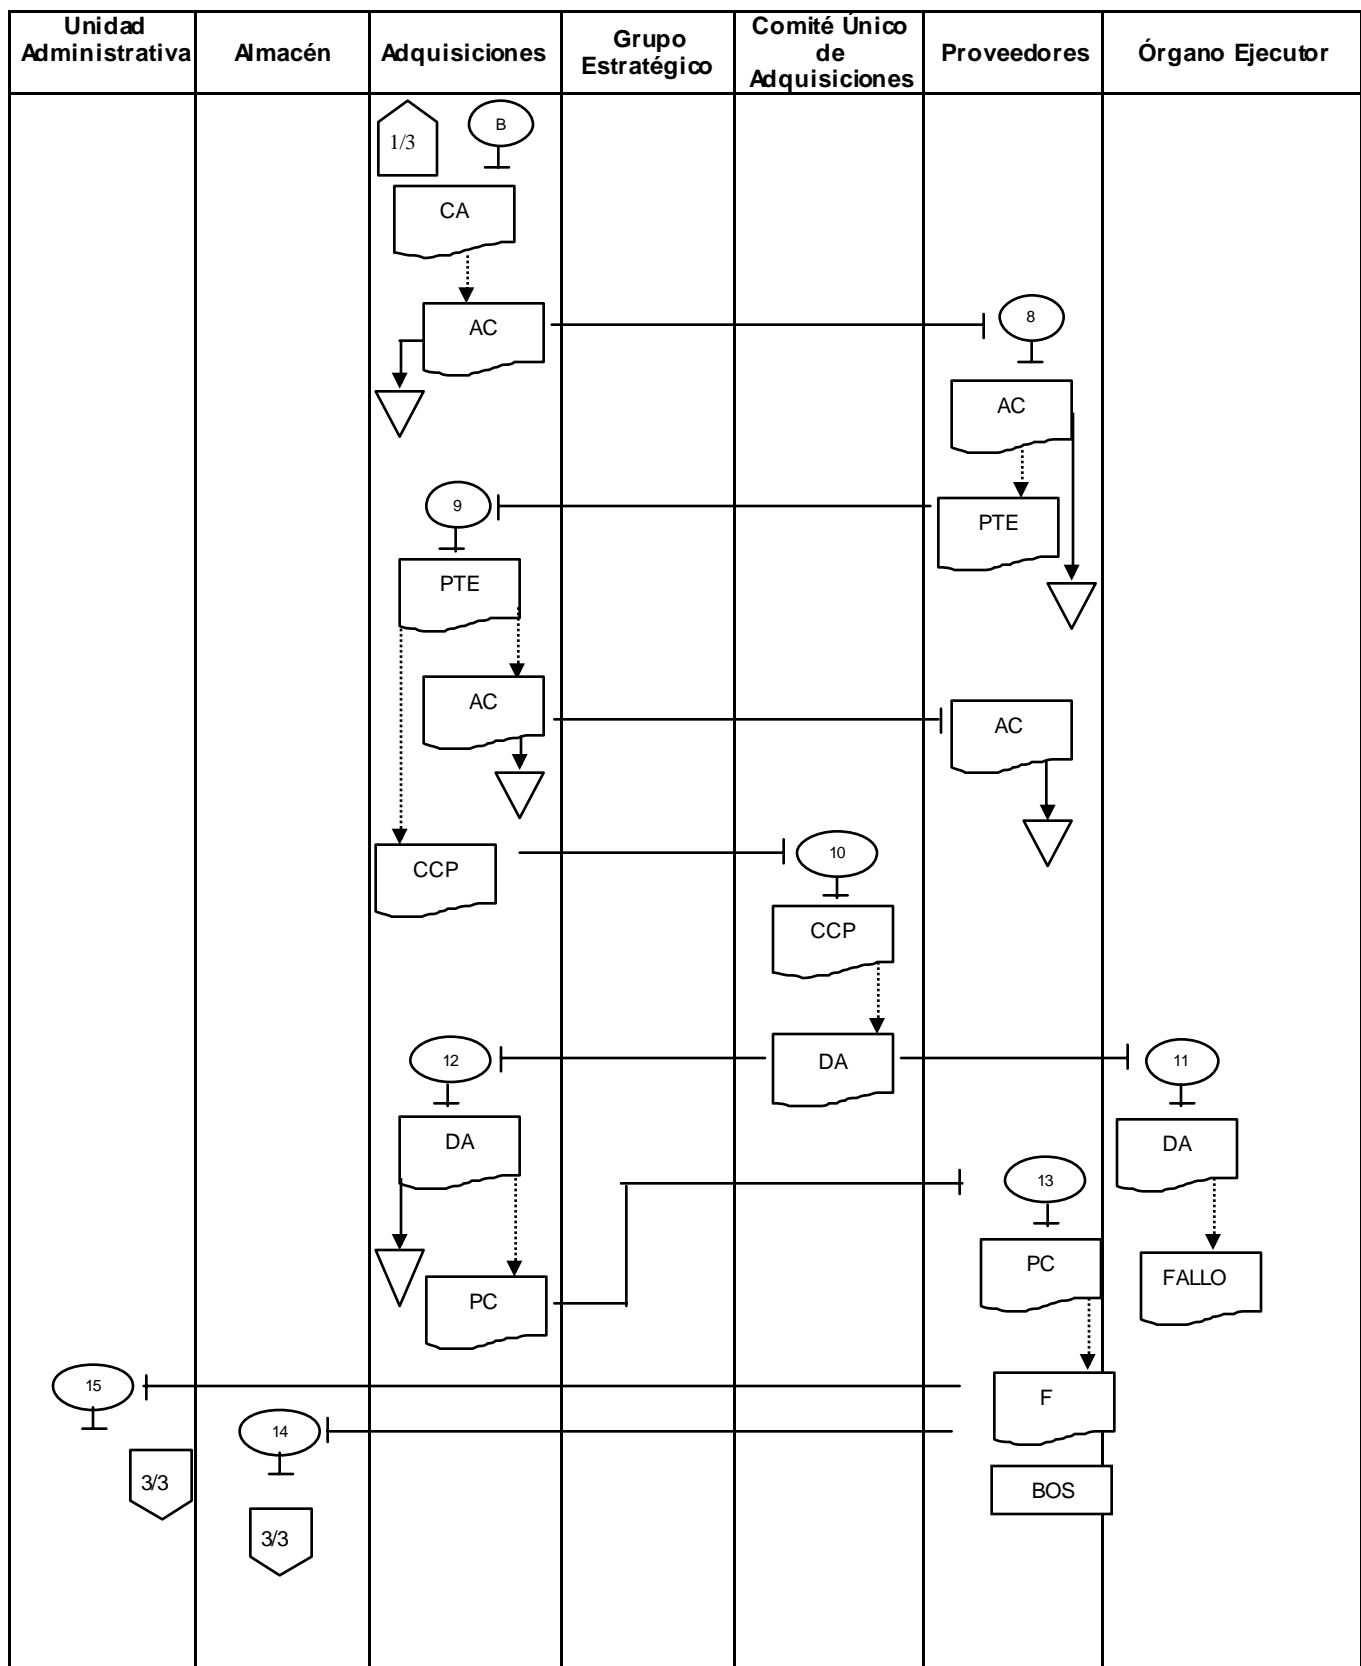 Unidad
Administrativa
Almacén
Adquisiciones
Grupo
Estratégico
Comité Único
de
Adquisiciones
Proveedores
Órgano Ejecutor
1/3
B
CA
AC
8
AC
9
PTE
PTE
AC
AC
CCP
10
CCP
12
DA
11
DA
DA
13
PC
FALLO
PC
15
F
14
3/3
BOS
3/3